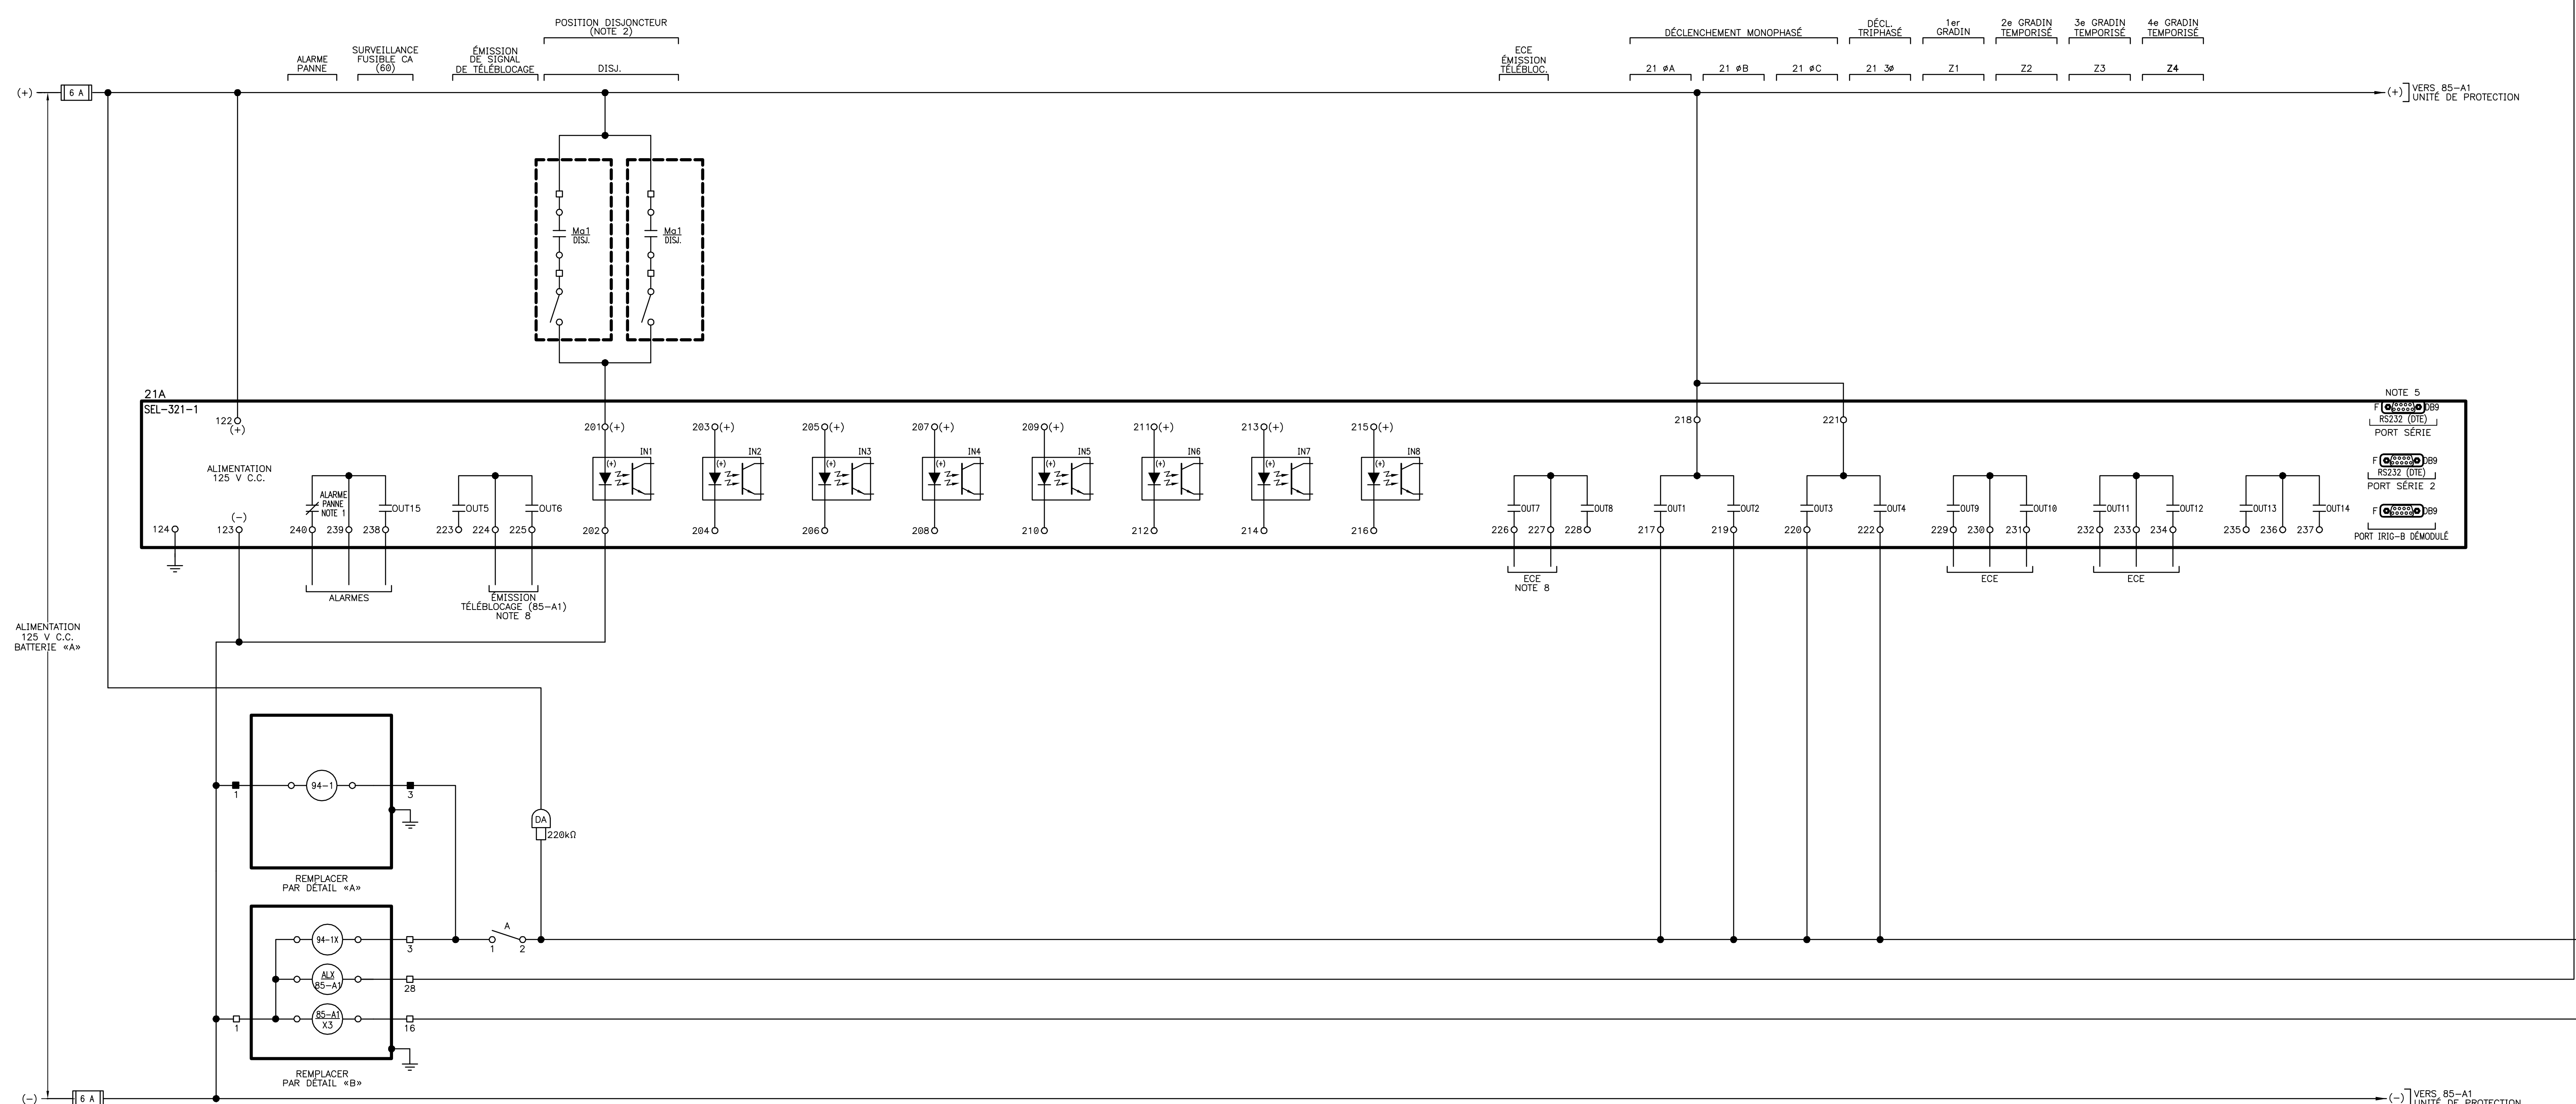 POSITION DISJONCTEUR
(NOTE 2)
DISJ.
ALARME
PANNE
SURVEILLANCE
FUSIBLE CA
(60)
ÉMISSION
DE SIGNAL
DE TÉLÉBLOCAGE
ECE
ÉMISSION
TÉLÉBLOC.
DÉCLENCHEMENT MONOPHASÉ
21 øA
21 øB
21 øC
DÉCL.
TRIPHASÉ
21 3ø
1er
GRADIN
Z1
2e GRADIN
TEMPORISÉ
Z2
3e GRADIN
TEMPORISÉ
Z3
4e GRADIN
TEMPORISÉ
Z4
(+)
6 A
(+)
VERS 85-A1
UNITÉ DE PROTECTION
Ma1
DISJ.
Ma1
DISJ.
21A
SEL-321-1
122
(+)
ALIMENTATION
125 V C.C.
(-)
124
123
ALARME
PANNE
NOTE 1
OUT15
240
239
238
OUT5
OUT6
223
224
225
201 (+)
IN1
(+)
202
203 (+)
IN2
(+)
204
205 (+)
IN3
(+)
206
207 (+)
IN4
(+)
208
209 (+)
IN5
(+)
210
211 (+)
IN6
(+)
212
213 (+)
IN7
(+)
214
215 (+)
IN8
(+)
216
OUT7
OUT8
226
227
228
218
OUT1
OUT2
217
219
221
OUT3
OUT4
220
222
OUT9
OUT10
229
230
231
OUT11
OUT12
232
233
234
OUT13
OUT14
235
236
237
NOTE 5
F
DB9
RS232 (DTE)
PORT SÉRIE
F
DB9
RS232 (DTE)
PORT SÉRIE 2
F
DB9
PORT IRIG-B DÉMODULÉ
ALARMES
ÉMISSION
TÉLÉBLOCAGE (85-A1)
NOTE 8
ECE
NOTE 8
ECE
ECE
ALIMENTATION
125 V C.C.
BATTERIE «A»
94-1
1
3
REMPLACER
PAR DÉTAIL «A»
DA
220kΩ
94-1X
3
A
1
2
ALX
85-A1
28
85-A1
X3
1
16
REMPLACER
PAR DÉTAIL «B»
(-)
6 A
(-)
VERS 85-A1
UNITÉ DE PROTECTION